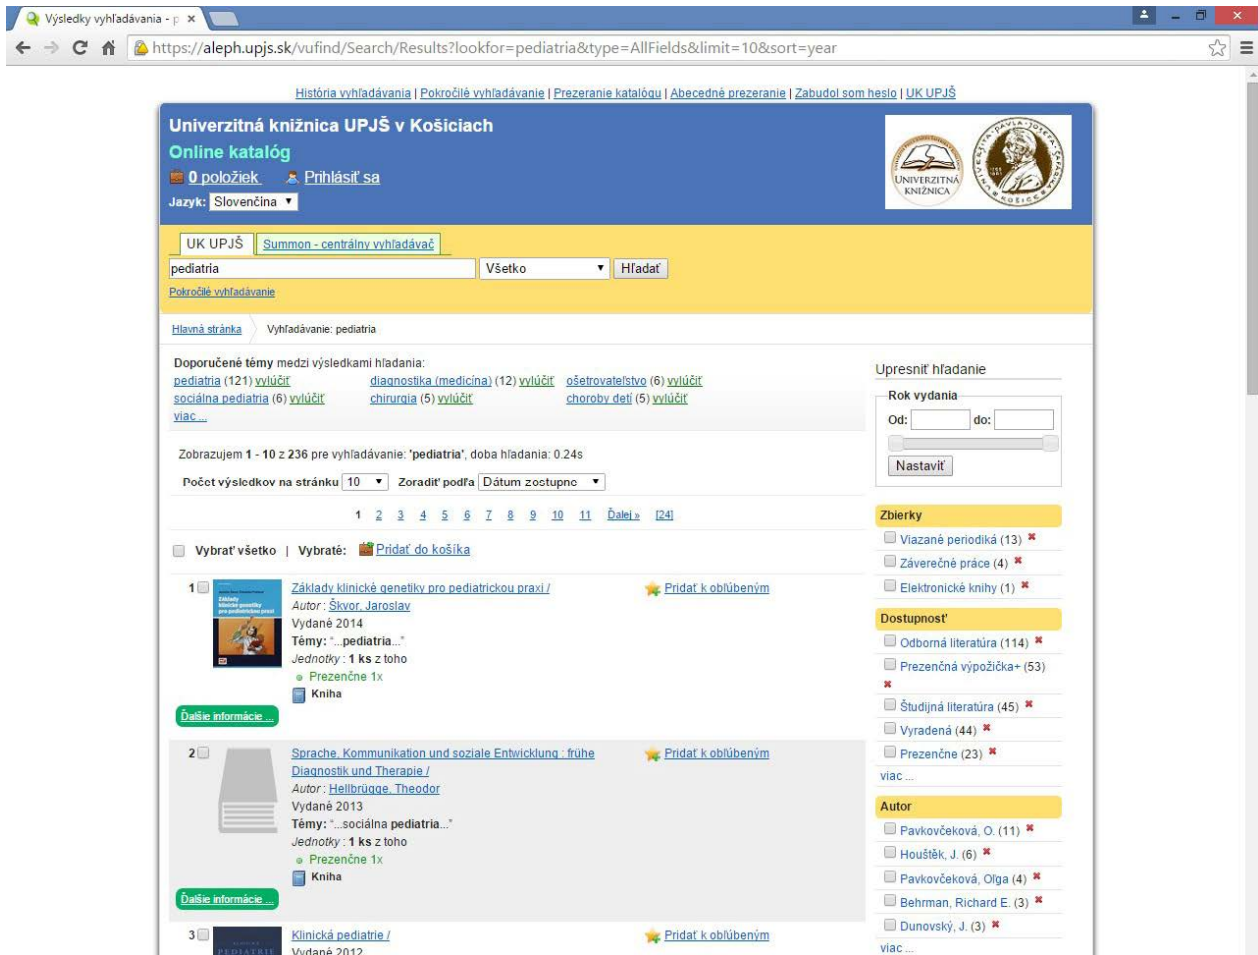 Výsledky vyhľadávania - p
https://aleph.upjs.sk/vufind/Search/Results?lookfor=pediatria&type=AllFields&limit=10&sort=year
História vyhľadávania | Pokročilé vyhľadávanie | Prezeranie katalógu | Abecedné prezeranie | Zabudol som heslo | UK UPJŠ
Univerzitná knižnica UPJŠ v Košiciach
Online katalóg
0 položiek Prihlásiť sa
Jazyk: Slovenčina
UNIVERZITNÁ
KNIŽNICA
UK UPJŠ Summon - centrálny vyhľadávač
pediatria Všetko Hľadať
Pokročilé vyhľadávanie
Hlavná stránka Vyhľadávanie: pediatria
Doporučené témy medzi výsledkami hľadania:
pediatria (121) vylúčiť diagnostika (medicína) (12) vylúčiť ošetrovateľstvo (6) vylúčiť
sociálna pediatria (6) vylúčiť chirurgia (5) vylúčiť choroby detí (5) vylúčiť
viac ...
Zobrazujem 1 - 10 z 236 pre vyhľadávanie: 'pediatria', doba hľadania: 0.24s
Počet výsledkov na stránku 10 Zoradiť podľa Dátum zostupne
1 2 3 4 5 6 7 8 9 10 11 Ďalej » [24]
Vybrať všetko | Vybraté: Pridať do košíka
1 Základy klinické genetiky pro pediatrickou praxi / Pridať k obľúbeným
Autor : Škvor, Jaroslav
Vydané 2014
Témy: "...pediatria..."
Jednotky : 1 ks z toho
Prezenčne 1x
Kniha
Základy
klinické genetiky
pro pediatrickou praxi
Ďalšie informácie ...
2 Sprache, Kommunikation und soziale Entwicklung : frühe Pridať k obľúbeným
Diagnostik und Therapie /
Autor : Hellbrügge, Theodor
Vydané 2013
Témy: "...sociálna pediatria..."
Jednotky : 1 ks z toho
Prezenčne 1x
Kniha
Ďalšie informácie ...
3 Klinická pediatrie / Pridať k obľúbeným
Vydané 2012
PEDIATRIE
Upresniť hľadanie
Rok vydania
Od: do:
Nastaviť
Zbierky
Viazané periodiká (13)
Záverečné práce (4)
Elektronické knihy (1)
Dostupnosť
Odborná literatúra (114)
Prezenčná výpožička+ (53)
Študijná literatúra (45)
Vyradená (44)
Prezenčne (23)
viac ...
Autor
Pavkovčeková, O. (11)
Houštěk, J. (6)
Pavkovčeková, Oľga (4)
Behrman, Richard E. (3)
Dunovský, J. (3)
viac ...